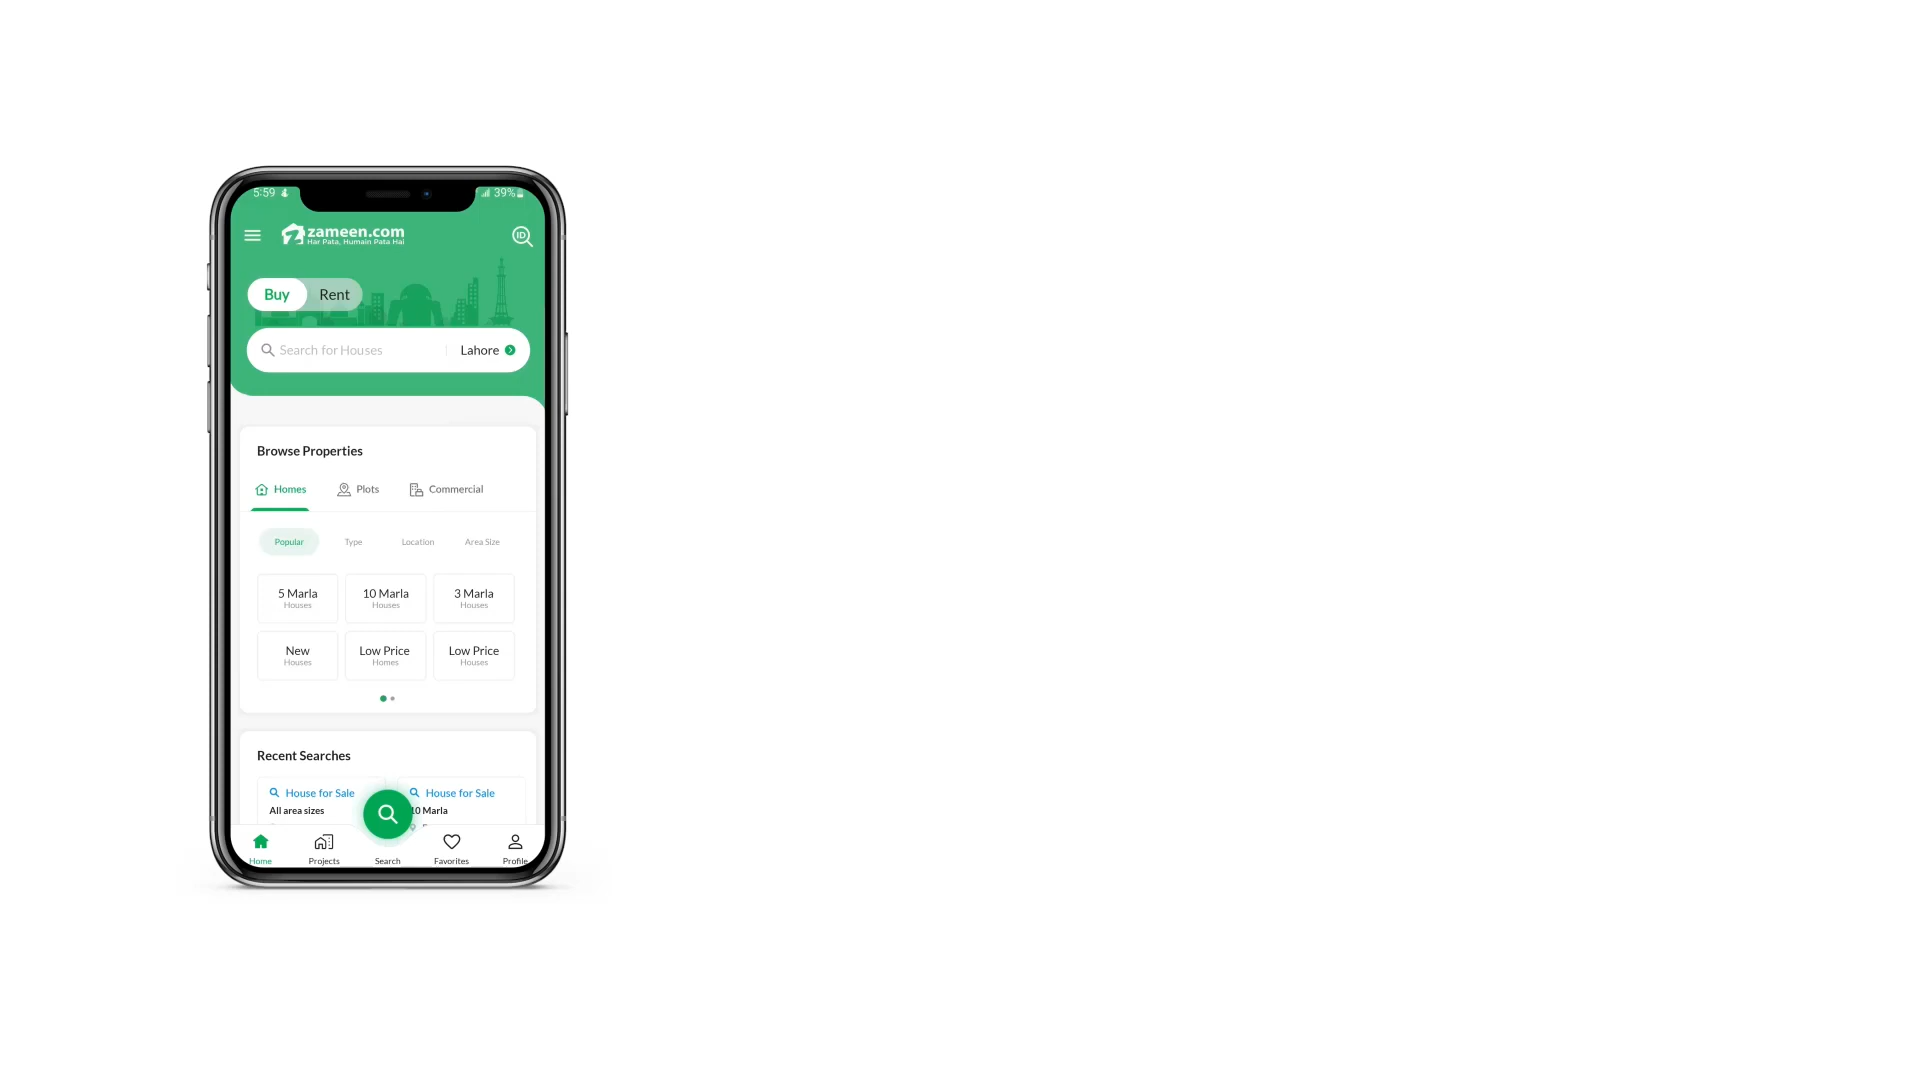 5:59
39%
zameen.com
Har Pata, Humain Pata Hai
ID
Buy Rent
Search for Houses Lahore
Browse Properties
Homes Plots Commercial
Popular Type Location Area Size
5 Marla 10 Marla 3 Marla
Houses Houses Houses
New Low Price Low Price
Houses Homes Houses
Recent Searches
House for Sale House for Sale
All area sizes 10 Marla
Home Projects Search Favorites Profile